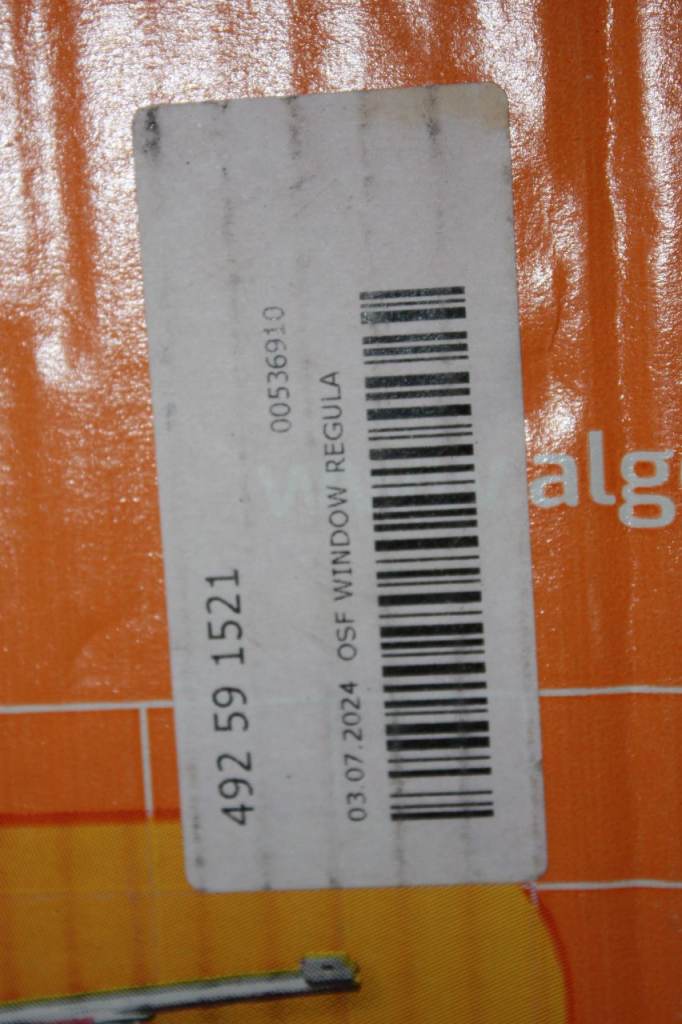 492 59 1521
00536910
03.07.2024 OSF WINDOW REGULA
alg